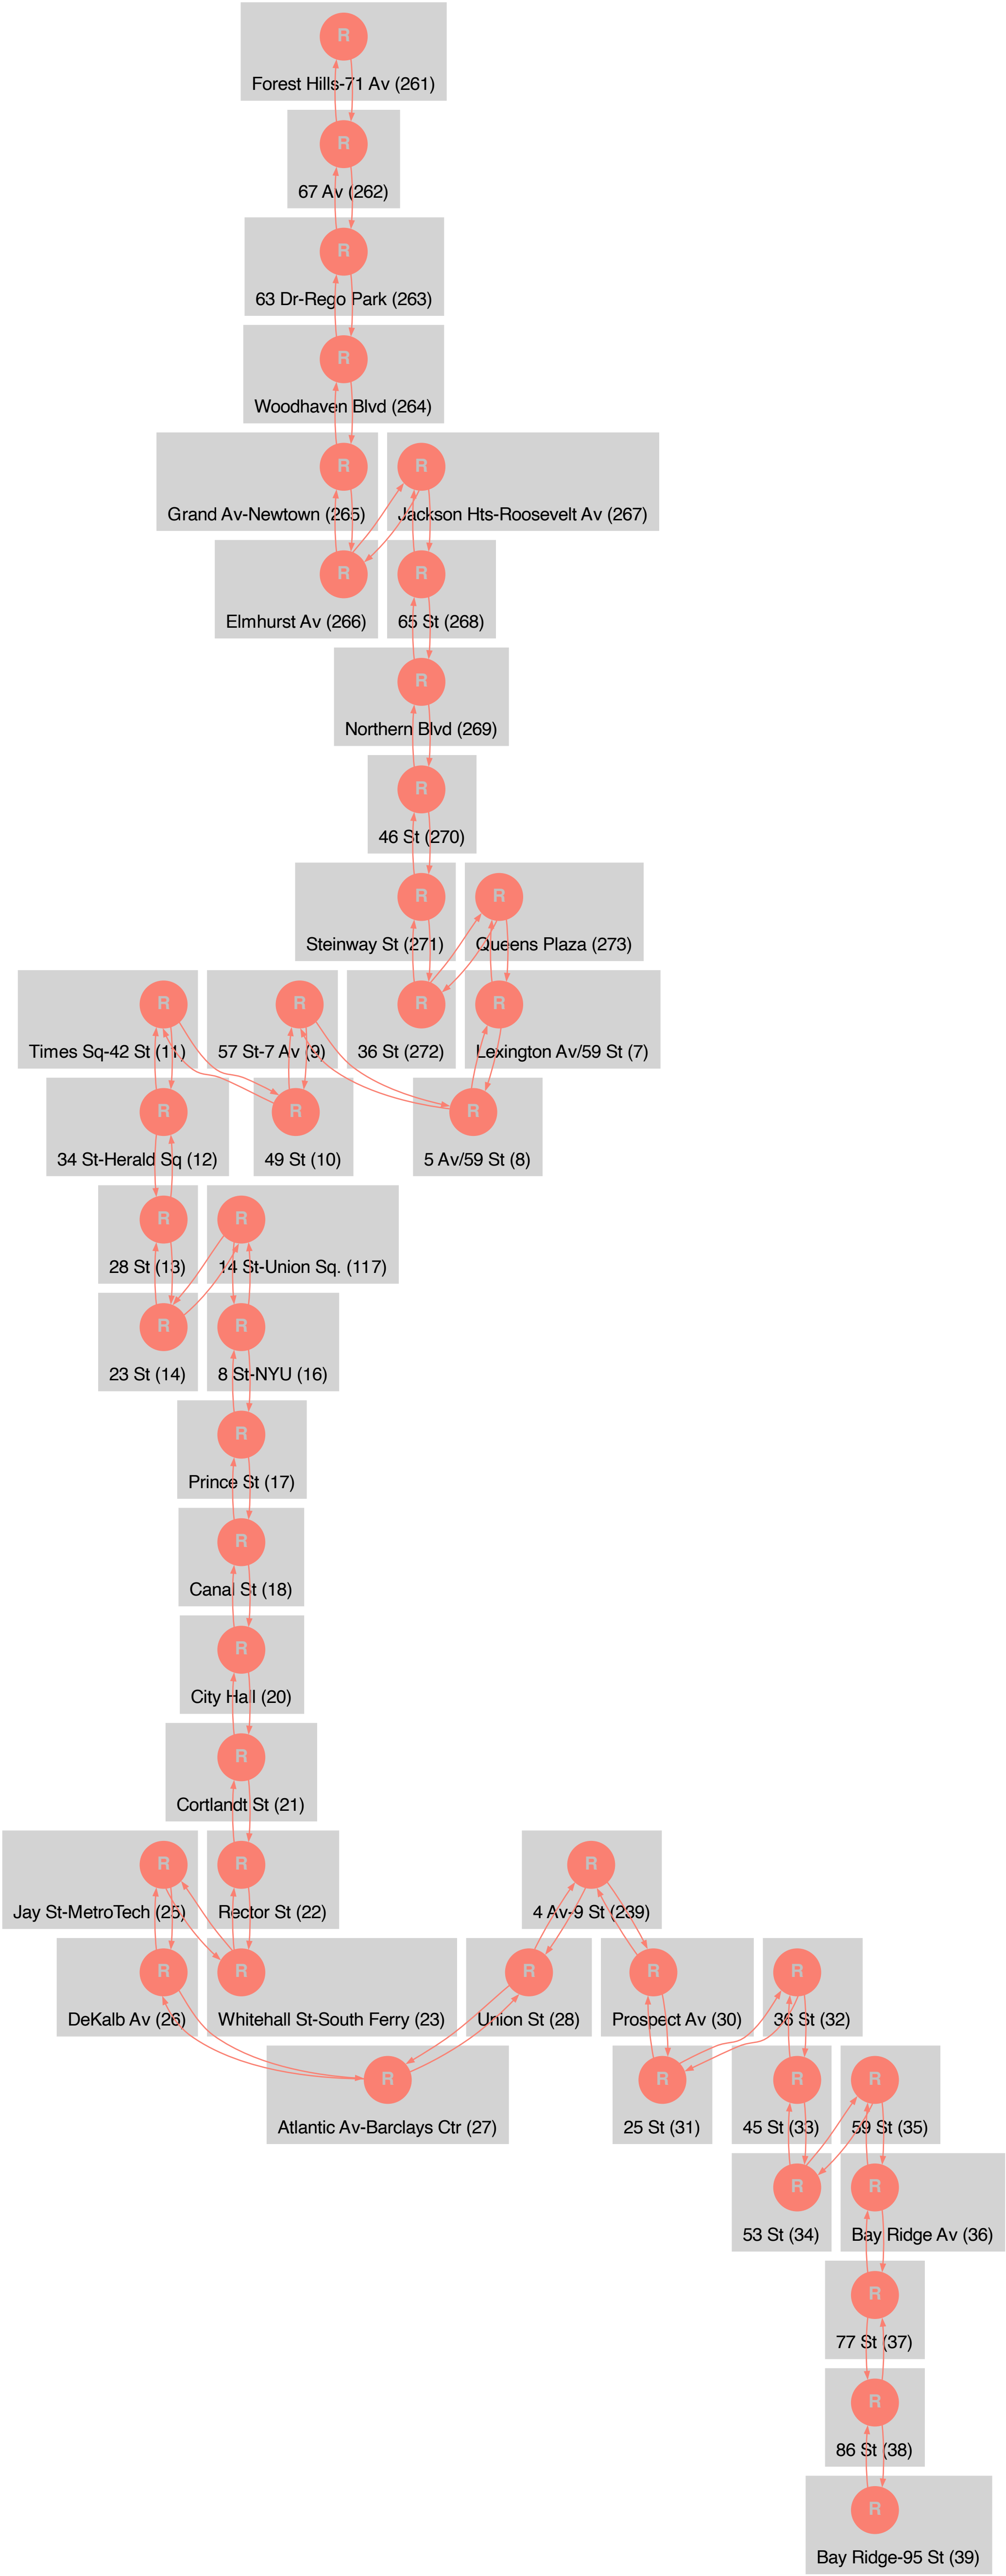 R
Forest Hills-71 Av (261)
R
67 Av (262)
R
63 Dr-Rego Park (263)
R
Woodhaven Blvd (264)
R
Grand Av-Newtown (265)
R
Jackson Hts-Roosevelt Av (267)
R
Elmhurst Av (266)
R
65 St (268)
R
Northern Blvd (269)
R
46 St (270)
R
Steinway St (271)
R
Queens Plaza (273)
R
Times Sq-42 St (11)
R
57 St-7 Av (9)
R
36 St (272)
R
Lexington Av/59 St (7)
R
34 St-Herald Sq (12)
R
49 St (10)
R
5 Av/59 St (8)
R
28 St (13)
R
14 St-Union Sq. (117)
R
23 St (14)
R
8 St-NYU (16)
R
Prince St (17)
R
Canal St (18)
R
City Hall (20)
R
Cortlandt St (21)
R
Jay St-MetroTech (25)
R
Rector St (22)
R
4 Av-9 St (239)
R
DeKalb Av (26)
R
Whitehall St-South Ferry (23)
R
Union St (28)
R
Prospect Av (30)
R
36 St (32)
R
Atlantic Av-Barclays Ctr (27)
R
25 St (31)
R
45 St (33)
R
59 St (35)
R
53 St (34)
R
Bay Ridge Av (36)
R
77 St (37)
R
86 St (38)
R
Bay Ridge-95 St (39)